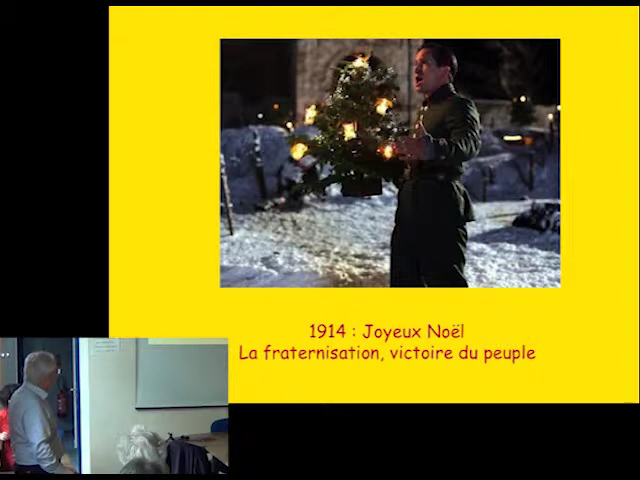 1914 : Joyeux Noël
La fraternisation, victoire du peuple